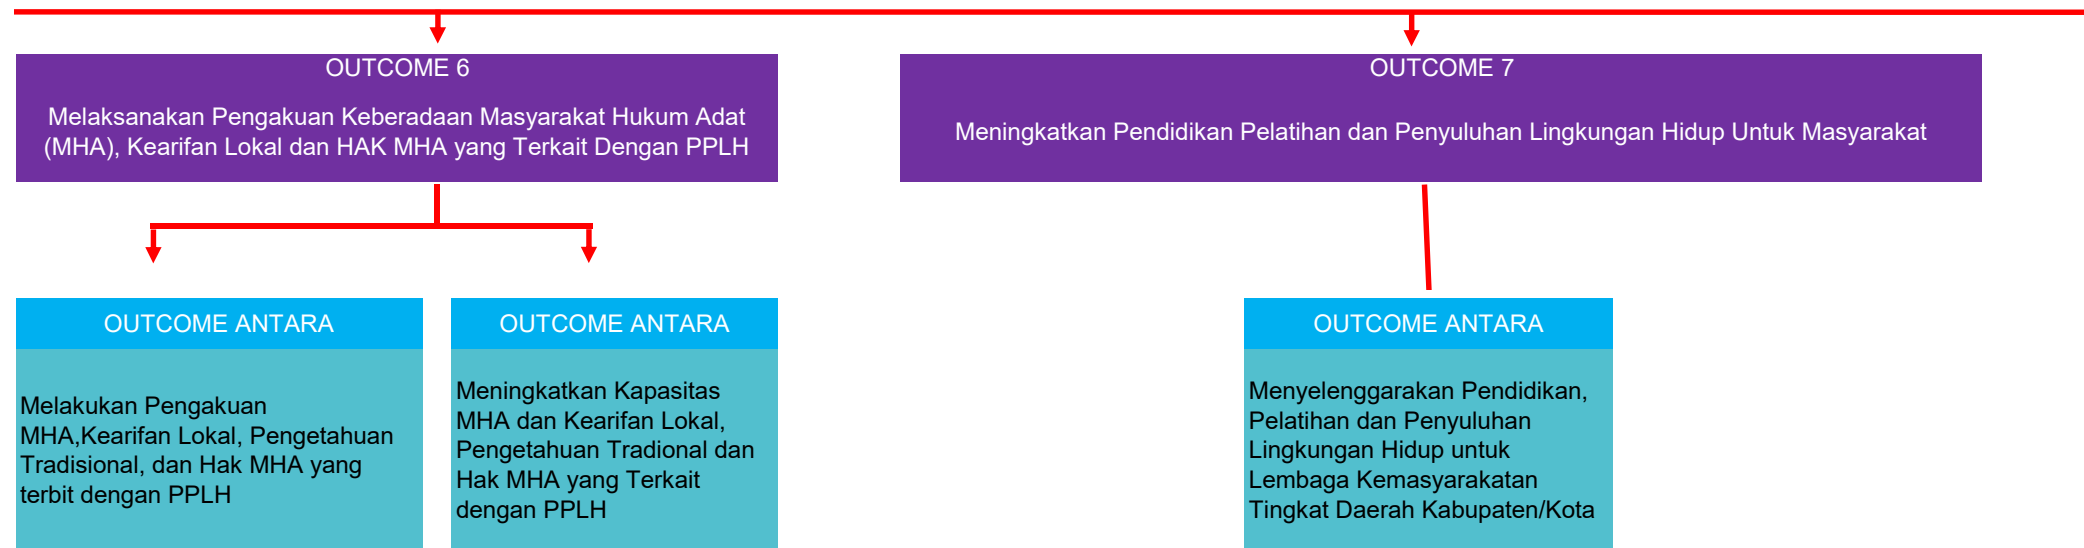 OUTCOME 6
Melaksanakan Pengakuan Keberadaan Masyarakat Hukum Adat
(MHA), Kearifan Lokal dan HAK MHA yang Terkait Dengan PPLH
OUTCOME 7
Meningkatkan Pendidikan Pelatihan dan Penyuluhan Lingkungan Hidup Untuk Masyarakat
OUTCOME ANTARA
Melakukan Pengakuan
MHA,Kearifan Lokal, Pengetahuan
Tradisional, dan Hak MHA yang
terbit dengan PPLH
OUTCOME ANTARA
Meningkatkan Kapasitas
MHA dan Kearifan Lokal,
Pengetahuan Tradional dan
Hak MHA yang Terkait
dengan PPLH
OUTCOME ANTARA
Menyelenggarakan Pendidikan,
Pelatihan dan Penyuluhan
Lingkungan Hidup untuk
Lembaga Kemasyarakatan
Tingkat Daerah Kabupaten/Kota